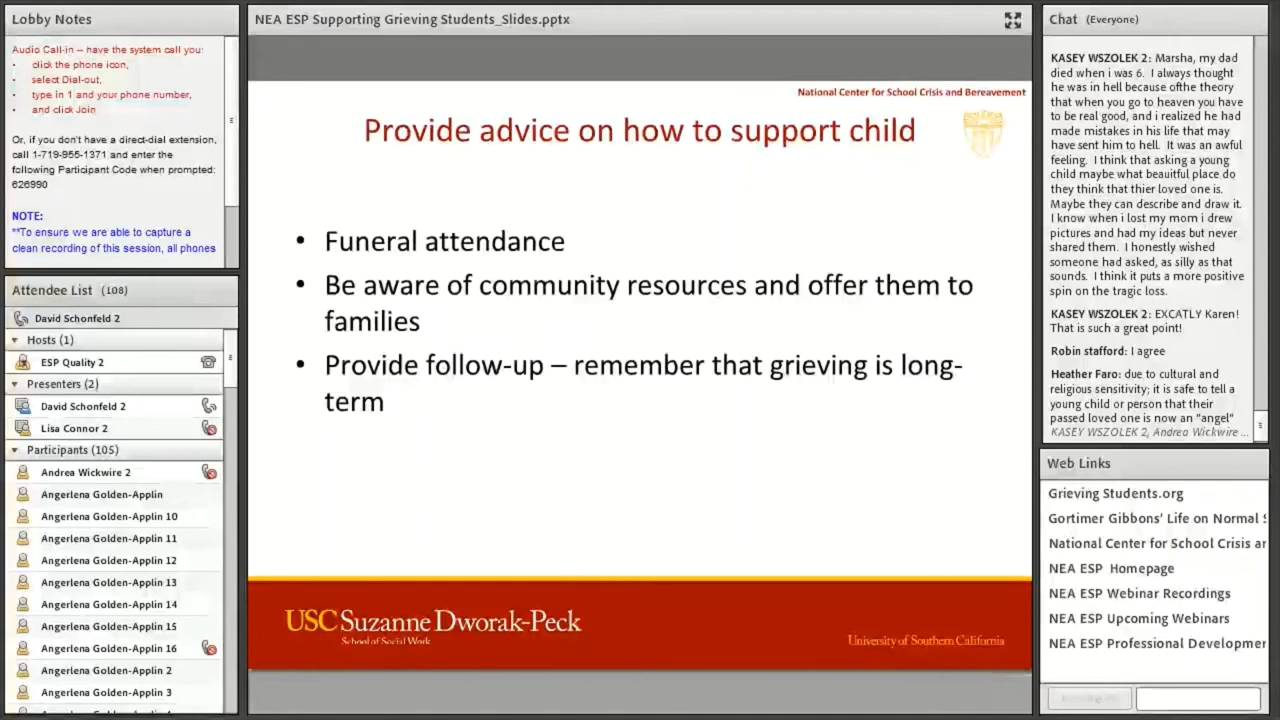 Lobby Notes
Audio Call-in – have the system call you:
• click the phone icon,
• select Dial-out,
• type in 1 and your phone number,
• and click Join
Or, if you don't have a direct-dial extension,
call 1-719-955-1371 and enter the
following Participant Code when prompted:
626990
NOTE:
**To ensure we are able to capture a
clean recording of this session, all phones
Attendee List (108)
David Schonfeld 2
Hosts (1)
ESP Quality 2
Presenters (2)
David Schonfeld 2
Lisa Connor 2
Participants (105)
Andrea Wickwire 2
Angerlena Golden-Applin
Angerlena Golden-Applin 10
Angerlena Golden-Applin 11
Angerlena Golden-Applin 12
Angerlena Golden-Applin 13
Angerlena Golden-Applin 14
Angerlena Golden-Applin 15
Angerlena Golden-Applin 16
Angerlena Golden-Applin 2
Angerlena Golden-Applin 3
NEA ESP Supporting Grieving Students_Slides.pptx
National Center for School Crisis and Bereavement
Provide advice on how to support child
• Funeral attendance
• Be aware of community resources and offer them to
families
• Provide follow-up – remember that grieving is long-
term
USC Suzanne Dworak-Peck
School of Social Work
University of Southern California
Chat (Everyone)
KASEY WSZOLEK 2: Marsha, my dad
died when i was 6. I always thought
he was in hell because ofthe theory
that when you go to heaven you have
to be real good, and i realized he had
made mistakes in his life that may
have sent him to hell. It was an awful
feeling. I think that asking a young
child maybe what beauitful place do
they think that thier loved one is.
Maybe they can describe and draw it.
I know when i lost my mom i drew
pictures and had my ideas but never
shared them. I honestly wished
someone had asked, as silly as that
sounds. I think it puts a more positive
spin on the tragic loss.
KASEY WSZOLEK 2: EXCATLY Karen!
That is such a great point!
Robin stafford: I agree
Heather Faro: due to cultural and
religious sensitivity; it is safe to tell a
young child or person that their
passed loved one is now an "angel"
KASEY WSZOLEK 2, Andrea Wickwire ...
Web Links
Grieving Students.org
Gortimer Gibbons' Life on Normal S
National Center for School Crisis ar
NEA ESP Homepage
NEA ESP Webinar Recordings
NEA ESP Upcoming Webinars
NEA ESP Professional Developmer